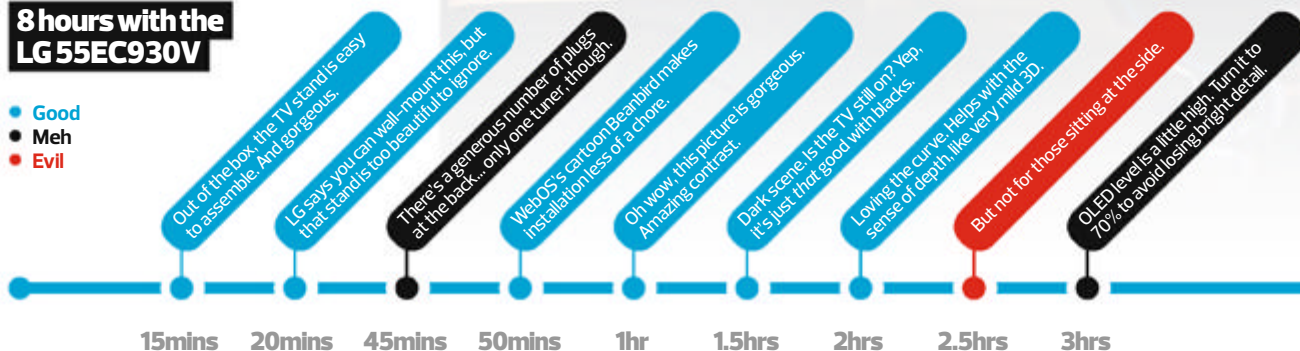 8 hours with the
LG 55EC930V
Good
Meh
Evil
Out of the box, the TV stand is easy
to assemble. And gorgeous.
LG says you can wall-mount this, but
that stand is too beautiful to ignore.
There's a generous number of plugs
at the back... only one tuner, though.
WebOS's cartoon Beanbird makes
installation less of a chore.
Oh wow, this picture is gorgeous.
Amazing contrast.
Dark scene. Is the TV still on? Yep,
it's just that good with blacks.
Loving the curve. Helps with the
sense of depth, like very mild 3D.
But not for those sitting at the side.
OLED level is a little high. Turn it to
70% to avoid losing bright detail.
15mins
20mins
45mins
50mins
1hr
1.5hrs
2hrs
2.5hrs
3hrs